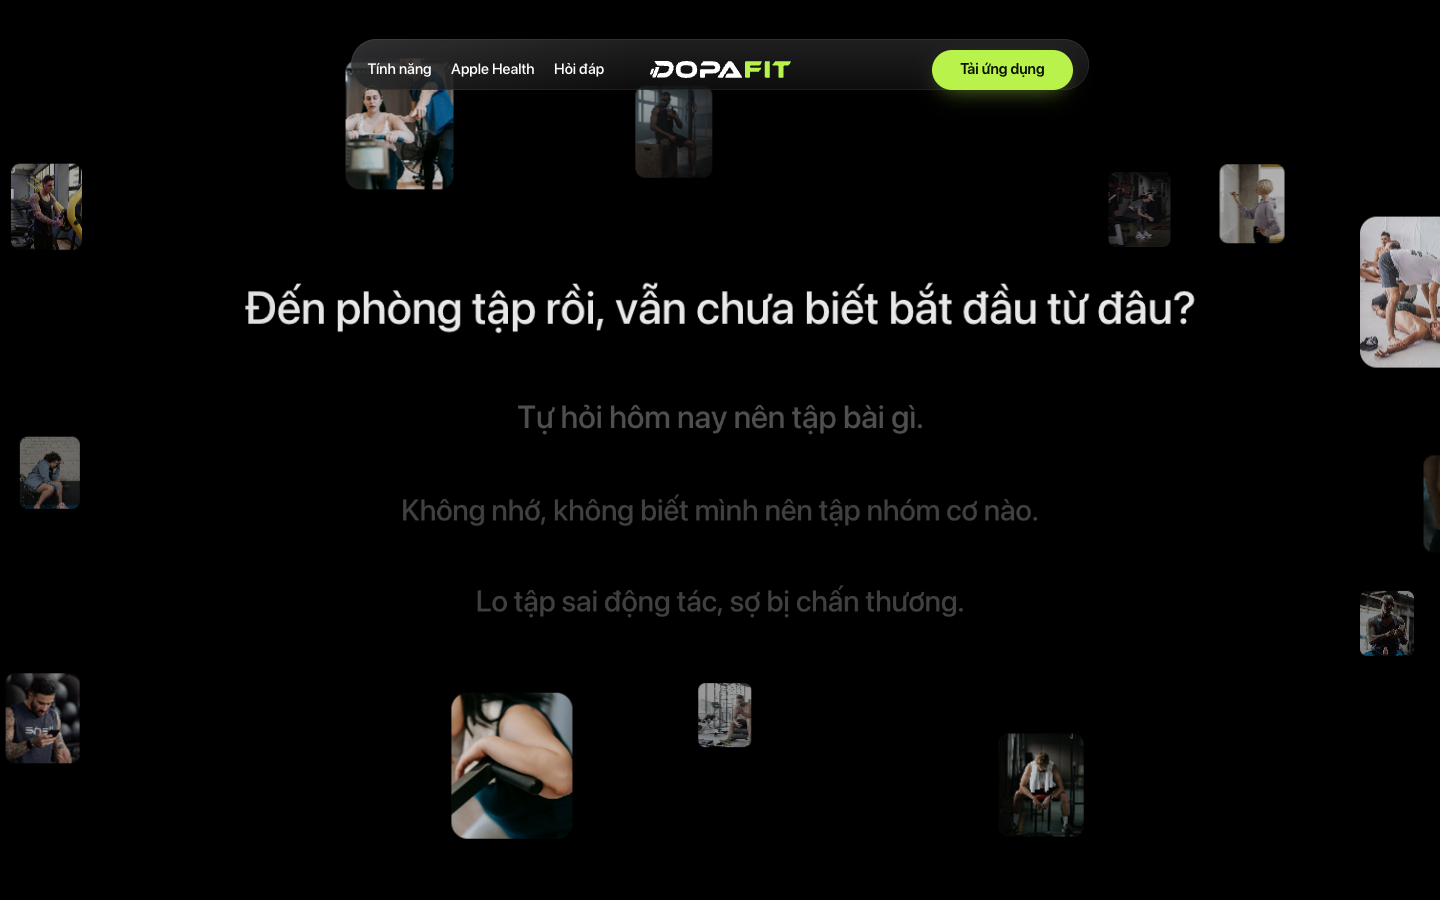 Tính năng
Apple Health
Hỏi đáp
DOPAFIT
Tải ứng dụng
Đến phòng tập rồi, vẫn chưa biết bắt đầu từ đâu?
Tự hỏi hôm nay nên tập bài gì.
Không nhớ, không biết mình nên tập nhóm cơ nào.
Lo tập sai động tác, sợ bị chấn thương.